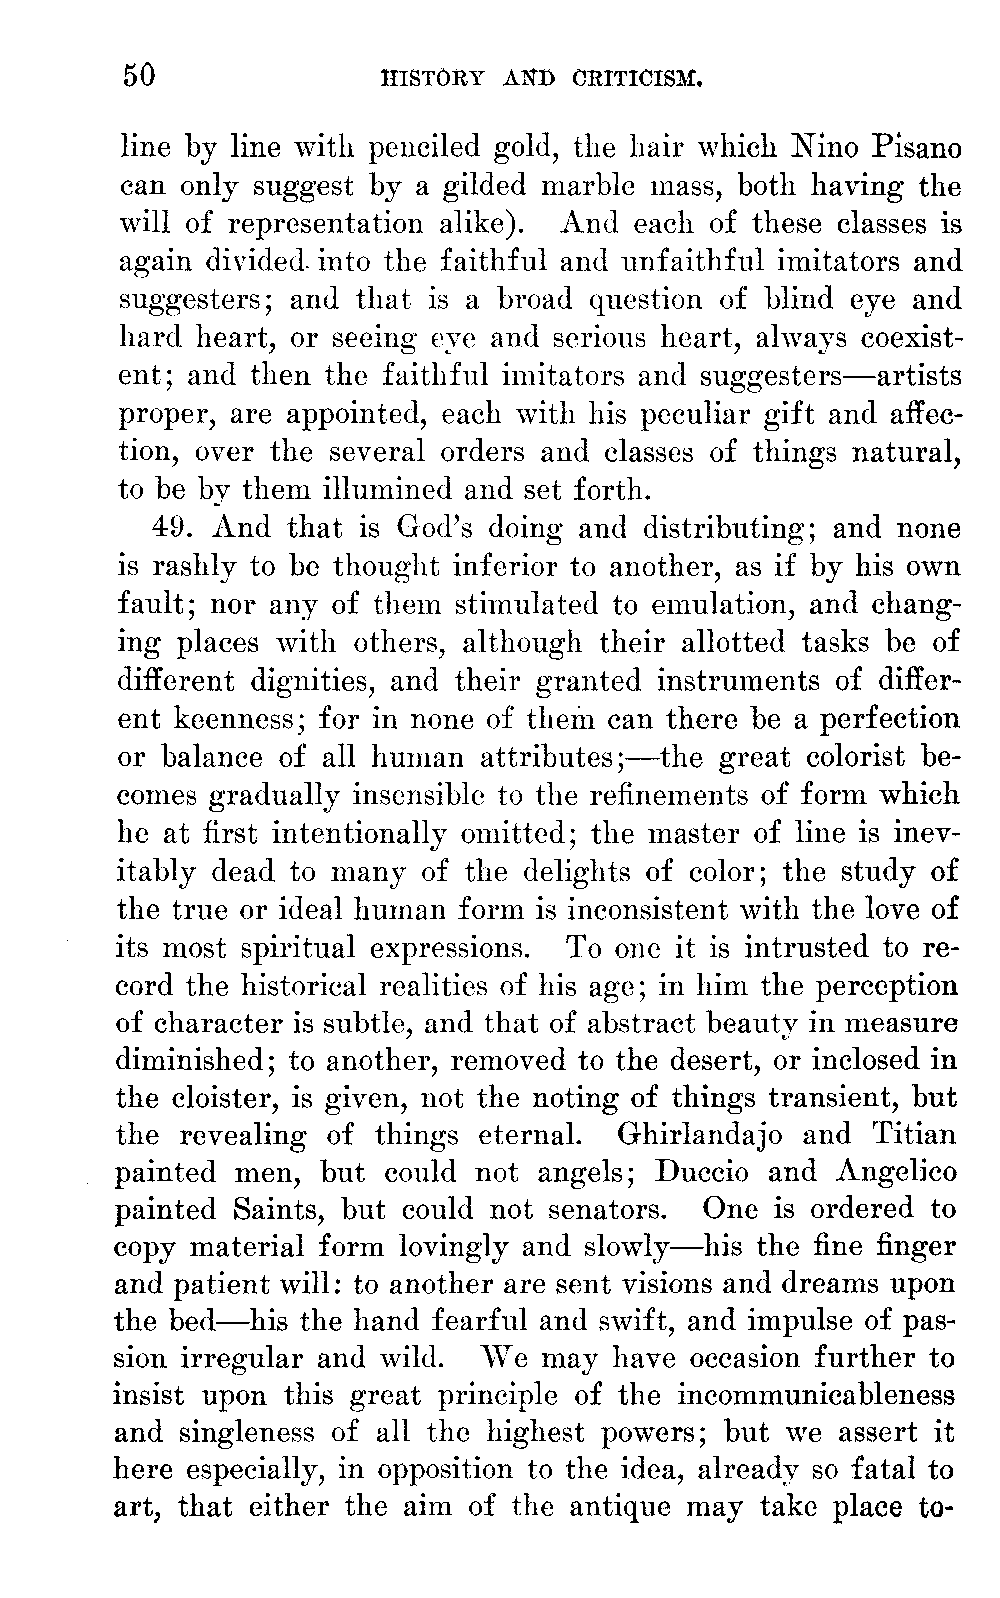 50 HISTORY AND CRITICISM.
line by line with penciled gold, the hair which Nino Pisano
can only suggest by a gilded marble mass, both having the
will of representation alike). And each of these classes is
again divided into the faithful and unfaithful imitators and
suggesters; and that is a broad question of blind eye and
hard heart, or seeing eye and serious heart, always coexist-
ent; and then the faithful imitators and suggesters—artists
proper, are appointed, each with his peculiar gift and affec-
tion, over the several orders and classes of things natural,
to be by them illumined and set forth.
49. And that is God's doing and distributing; and none
is rashly to be thought inferior to another, as if by his own
fault; nor any of them stimulated to emulation, and chang-
ing places with others, although their allotted tasks be of
different dignities, and their granted instruments of differ-
ent keenness; for in none of them can there be a perfection
or balance of all human attributes;—the great colorist be-
comes gradually insensible to the refinements of form which
he at first intentionally omitted; the master of line is inev-
itably dead to many of the delights of color; the study of
the true or ideal human form is inconsistent with the love of
its most spiritual expressions. To one it is intrusted to re-
cord the historical realities of his age; in him the perception
of character is subtle, and that of abstract beauty in measure
diminished; to another, removed to the desert, or inclosed in
the cloister, is given, not the noting of things transient, but
the revealing of things eternal. Ghirlandajo and Titian
painted men, but could not angels; Duccio and Angelico
painted Saints, but could not senators. One is ordered to
copy material form lovingly and slowly—his the fine finger
and patient will: to another are sent visions and dreams upon
the bed—his the hand fearful and swift, and impulse of pas-
sion irregular and wild. We may have occasion further to
insist upon this great principle of the incommunicableness
and singleness of all the highest powers; but we assert it
here especially, in opposition to the idea, already so fatal to
art, that either the aim of the antique may take place to-